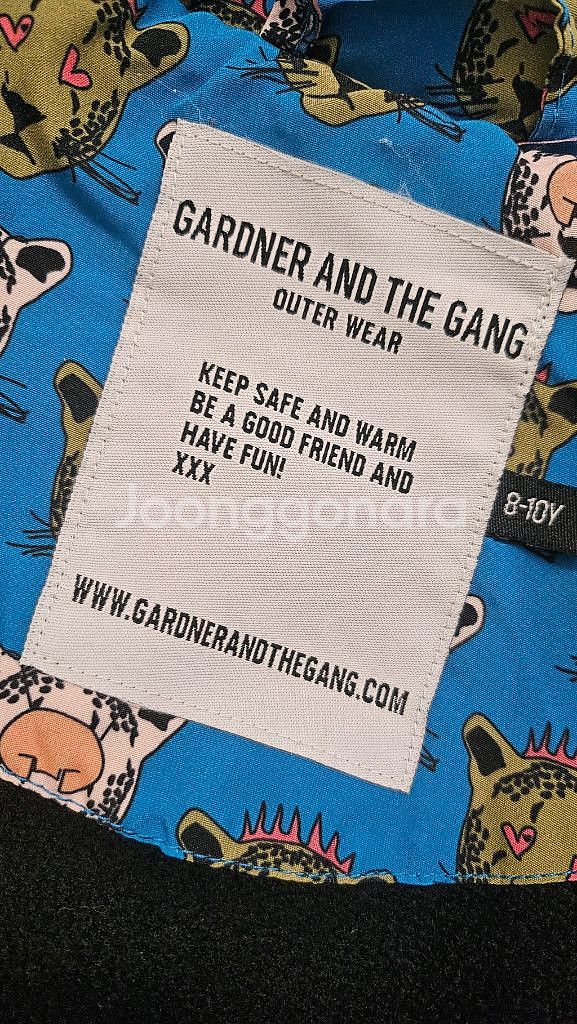 GARDNER AND THE GANG
OUTER WEAR
KEEP SAFE AND WARM
BE A GOOD FRIEND AND
HAVE FUN!
XXX
Joonggonara
8-10Y
WWW.GARDNERANDTHEGANG.COM